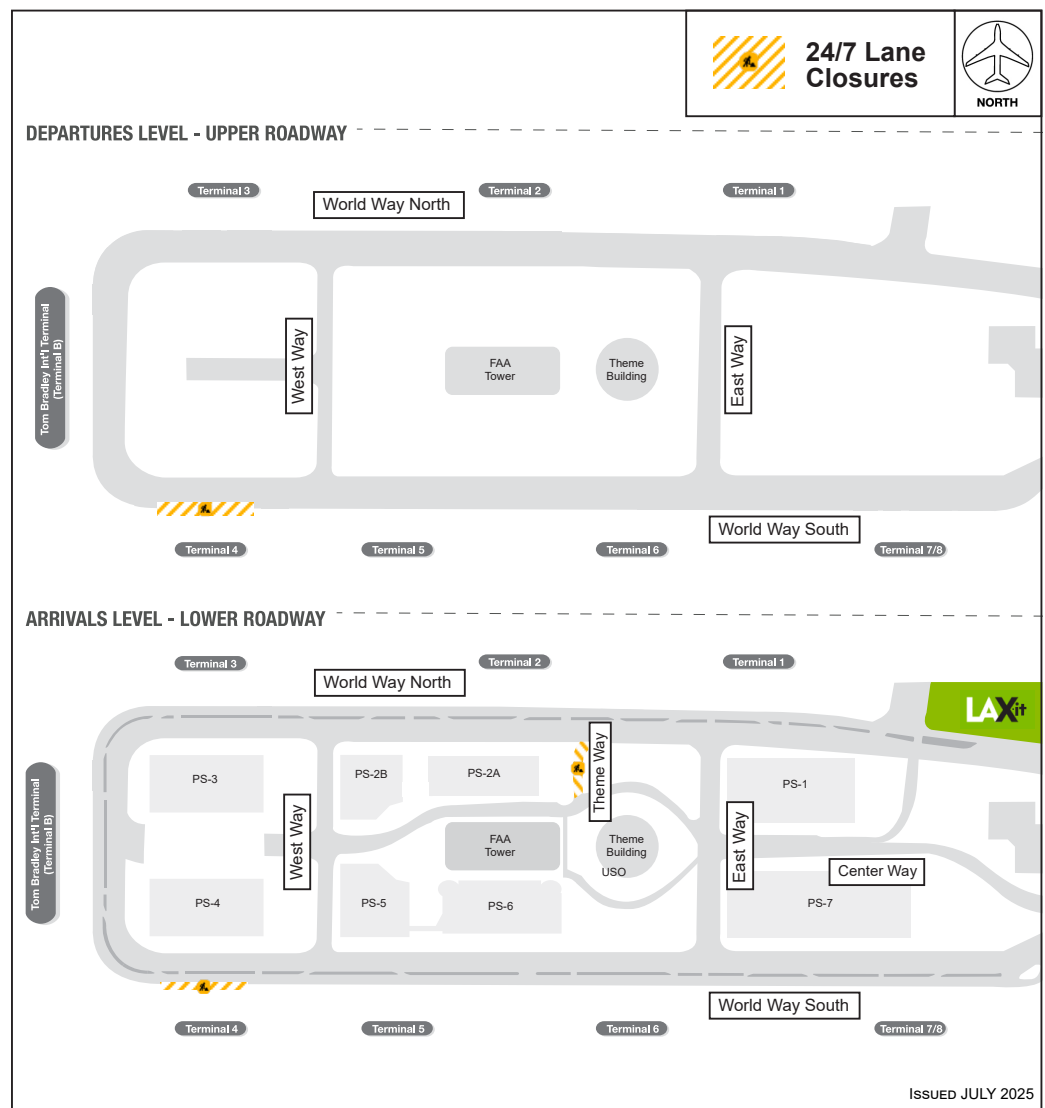 24/7 Lane
Closures
NORTH
DEPARTURES LEVEL - UPPER ROADWAY
Terminal 3
Terminal 2
Terminal 1
World Way North
Tom Bradley Int'l Terminal
(Terminal B)
West Way
FAA
Tower
Theme
Building
East Way
World Way South
Terminal 4
Terminal 5
Terminal 6
Terminal 7/8
ARRIVALS LEVEL - LOWER ROADWAY
Terminal 3
Terminal 2
Terminal 1
World Way North
LAXit
Theme Way
PS-3
PS-2B
PS-2A
PS-1
Tom Bradley Int'l Terminal
(Terminal B)
West Way
FAA
Tower
Theme
Building
USO
East Way
Center Way
PS-4
PS-5
PS-6
PS-7
World Way South
Terminal 4
Terminal 5
Terminal 6
Terminal 7/8
ISSUED JULY 2025